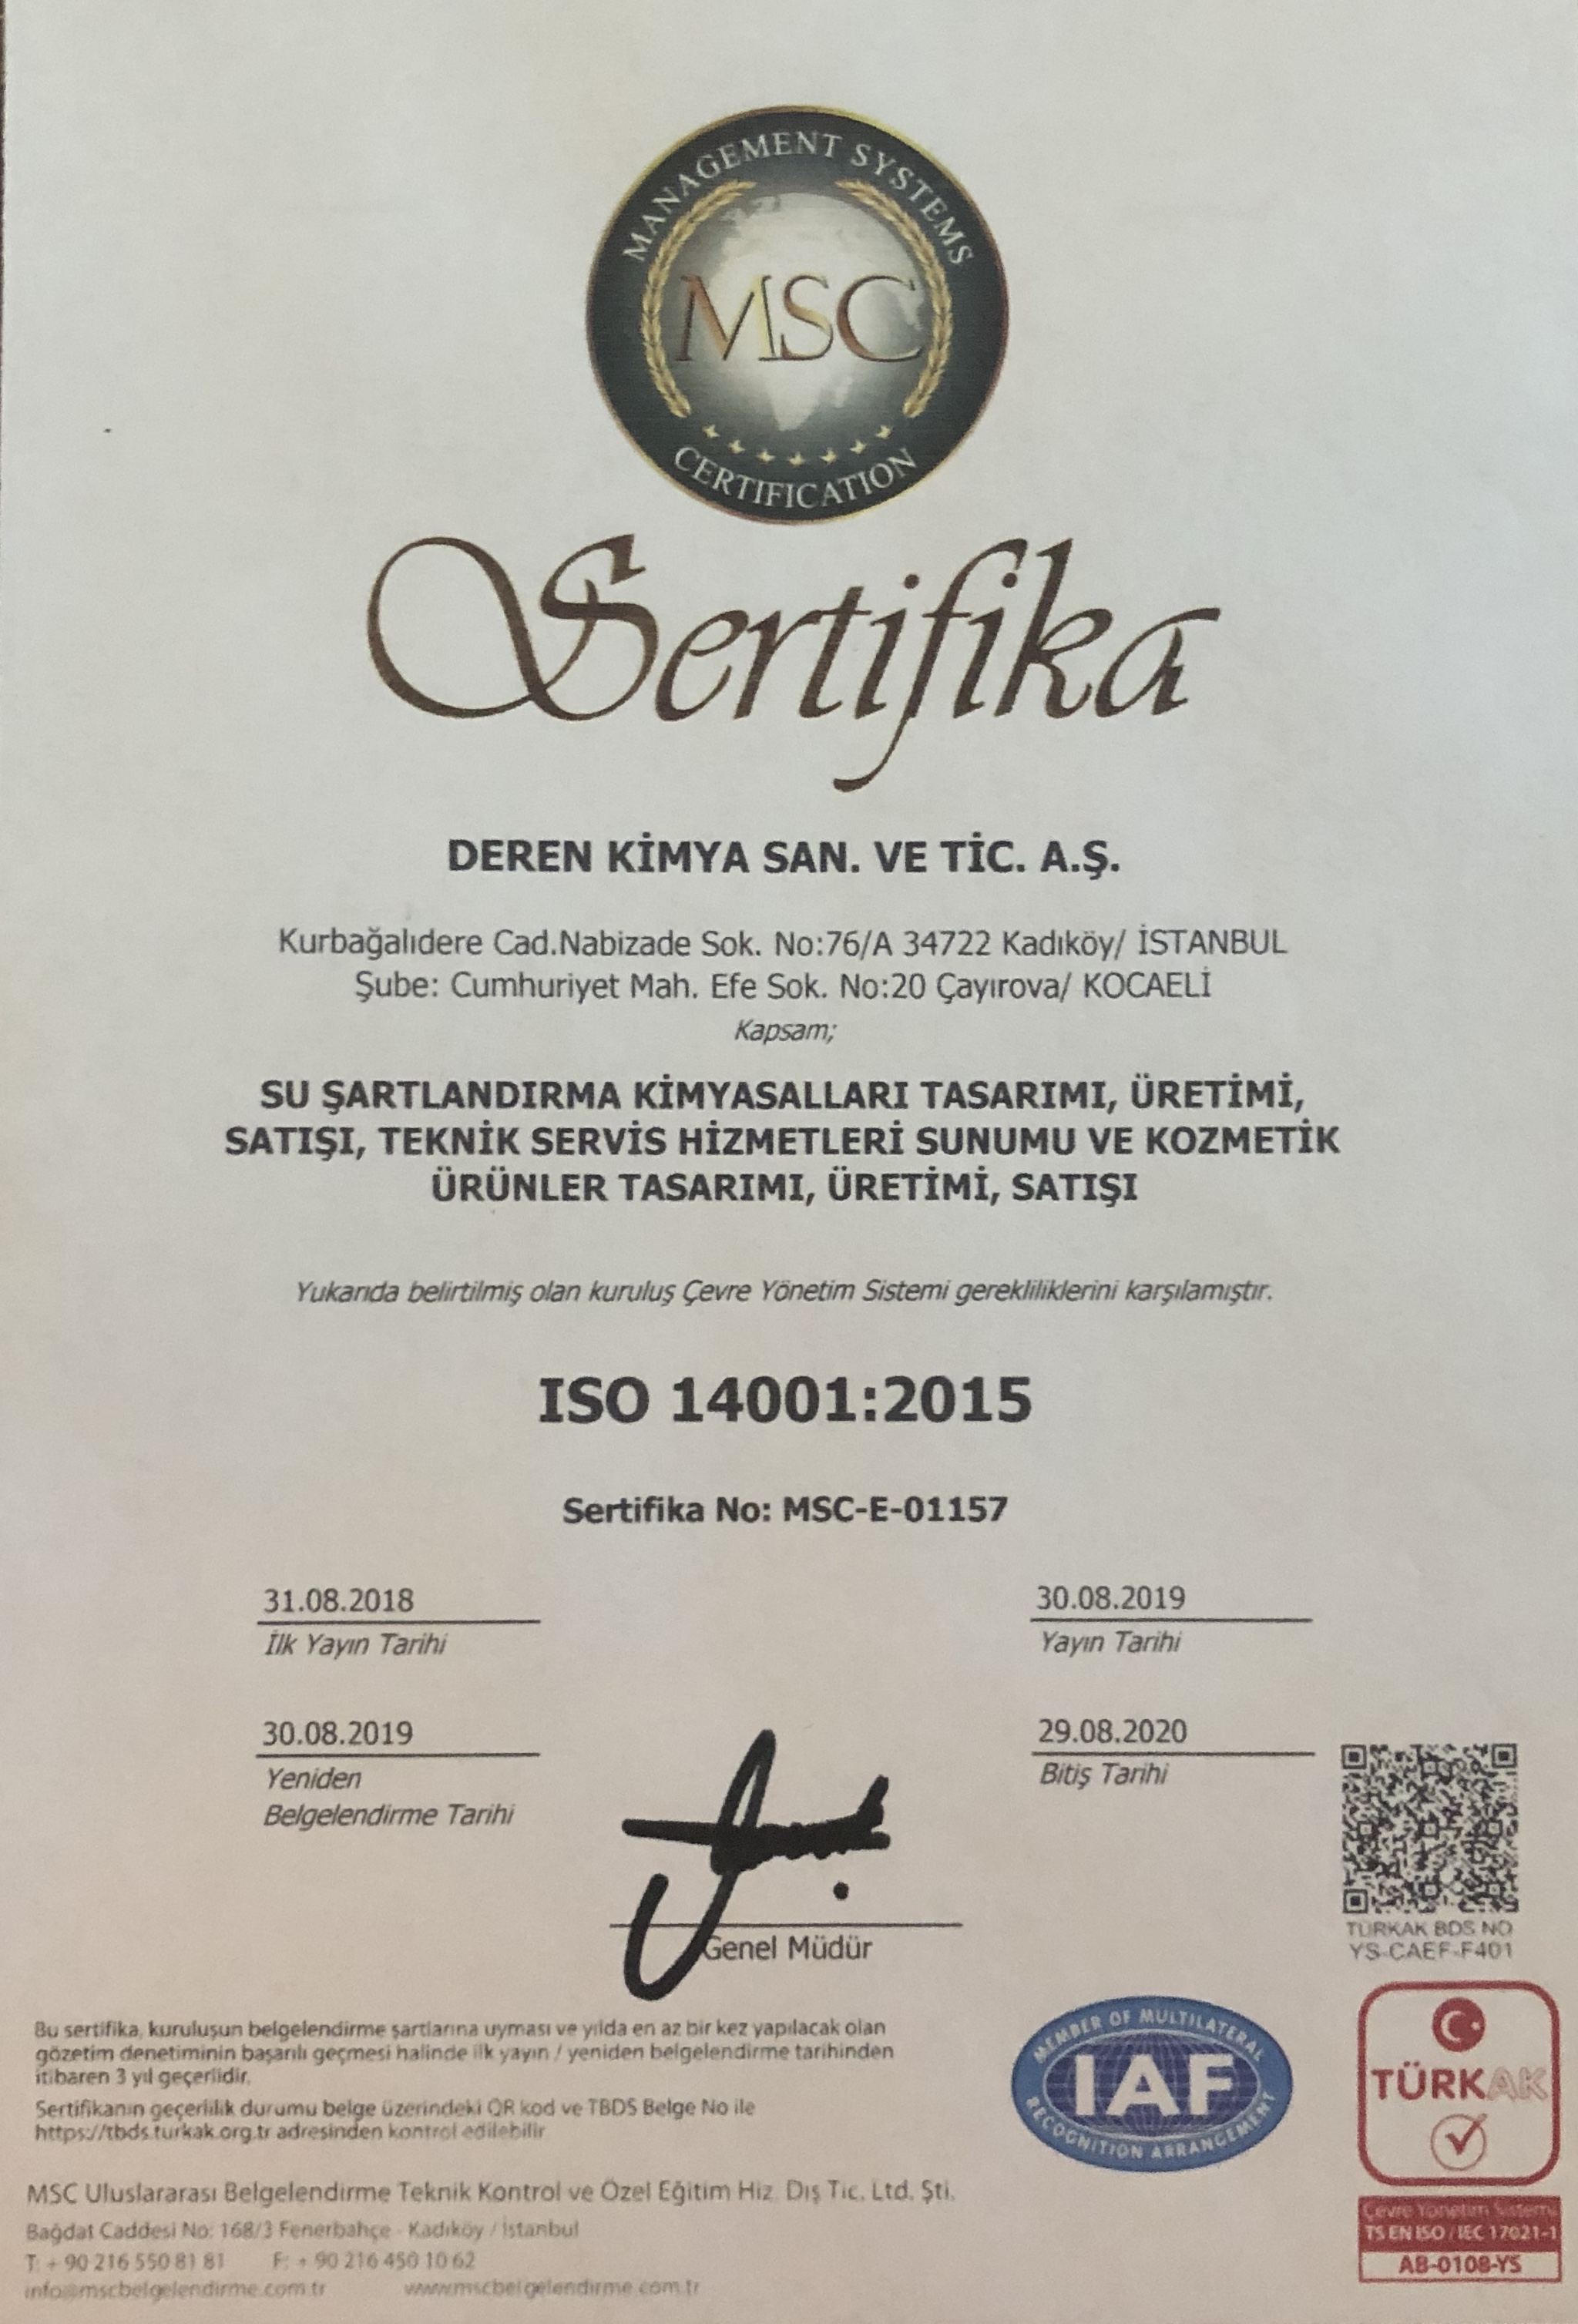 MANAGEMENT SYSTEMS
MSC
CERTIFICATION
Sertifika
DEREN KİMYA SAN. VE TİC. A.Ş.
Kurbağalıdere Cad.Nabizade Sok. No:76/A 34722 Kadıköy/ İSTANBUL
Şube: Cumhuriyet Mah. Efe Sok. No:20 Çayırova/ KOCAELİ
Kapsam;
SU ŞARTLANDIRMA KİMYASALLARI TASARIMI, ÜRETİMİ,
SATIŞI, TEKNİK SERVİS HİZMETLERİ SUNUMU VE KOZMETİK
ÜRÜNLER TASARIMI, ÜRETİMİ, SATIŞI
Yukarıda belirtilmiş olan kuruluş Çevre Yönetim Sistemi gerekliliklerini karşılamıştır.
ISO 14001:2015
Sertifika No: MSC-E-01157
31.08.2018
İlk Yayın Tarihi
30.08.2019
Yayın Tarihi
30.08.2019
Yeniden
Belgelendirme Tarihi
29.08.2020
Bitiş Tarihi
Genel Müdür
TÜRKAK BDS NO
YS-CAEF-F401
Bu sertifika, kuruluşun belgelendirme şartlarına uyması ve yılda en az bir kez yapılacak olan
gözetim denetiminin başarılı geçmesi halinde ilk yayın / yeniden belgelendirme tarihinden
itibaren 3 yıl geçerlidir.
Sertifikanın geçerlilik durumu belge üzerindeki QR kod ve TBDS Belge No ile
https://tbds.turkak.org.tr adresinden kontrol edilebilir
MEMBER OF MULTILATERAL
IAF
RECOGNITION ARRANGEMENT
TÜRKAK
Çevre Yönetim Sistemi
TS EN ISO / IEC 17021-1
AB-0108-YS
MSC Uluslararası Belgelendirme Teknik Kontrol ve Özel Eğitim Hiz. Dış Tic. Ltd. Şti.
Bağdat Caddesi No: 168/3 Fenerbahçe - Kadıköy / İstanbul
T: + 90 216 550 81 81 F: + 90 216 450 10 62
info@mscbelgelendirme.com.tr www.mscbelgelendirme.com.tr